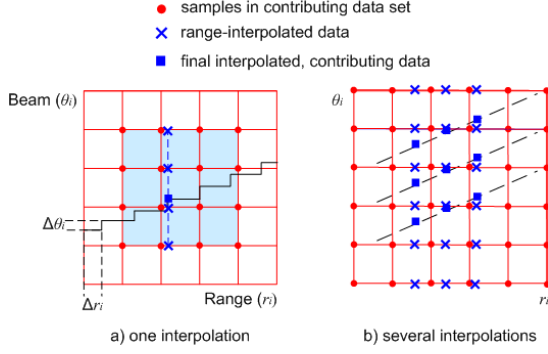 samples in contributing data set
range-interpolated data
final interpolated, contributing data
Beam (θi)
θi
Δθi
Δri
Range (ri)
ri
a) one interpolation
b) several interpolations